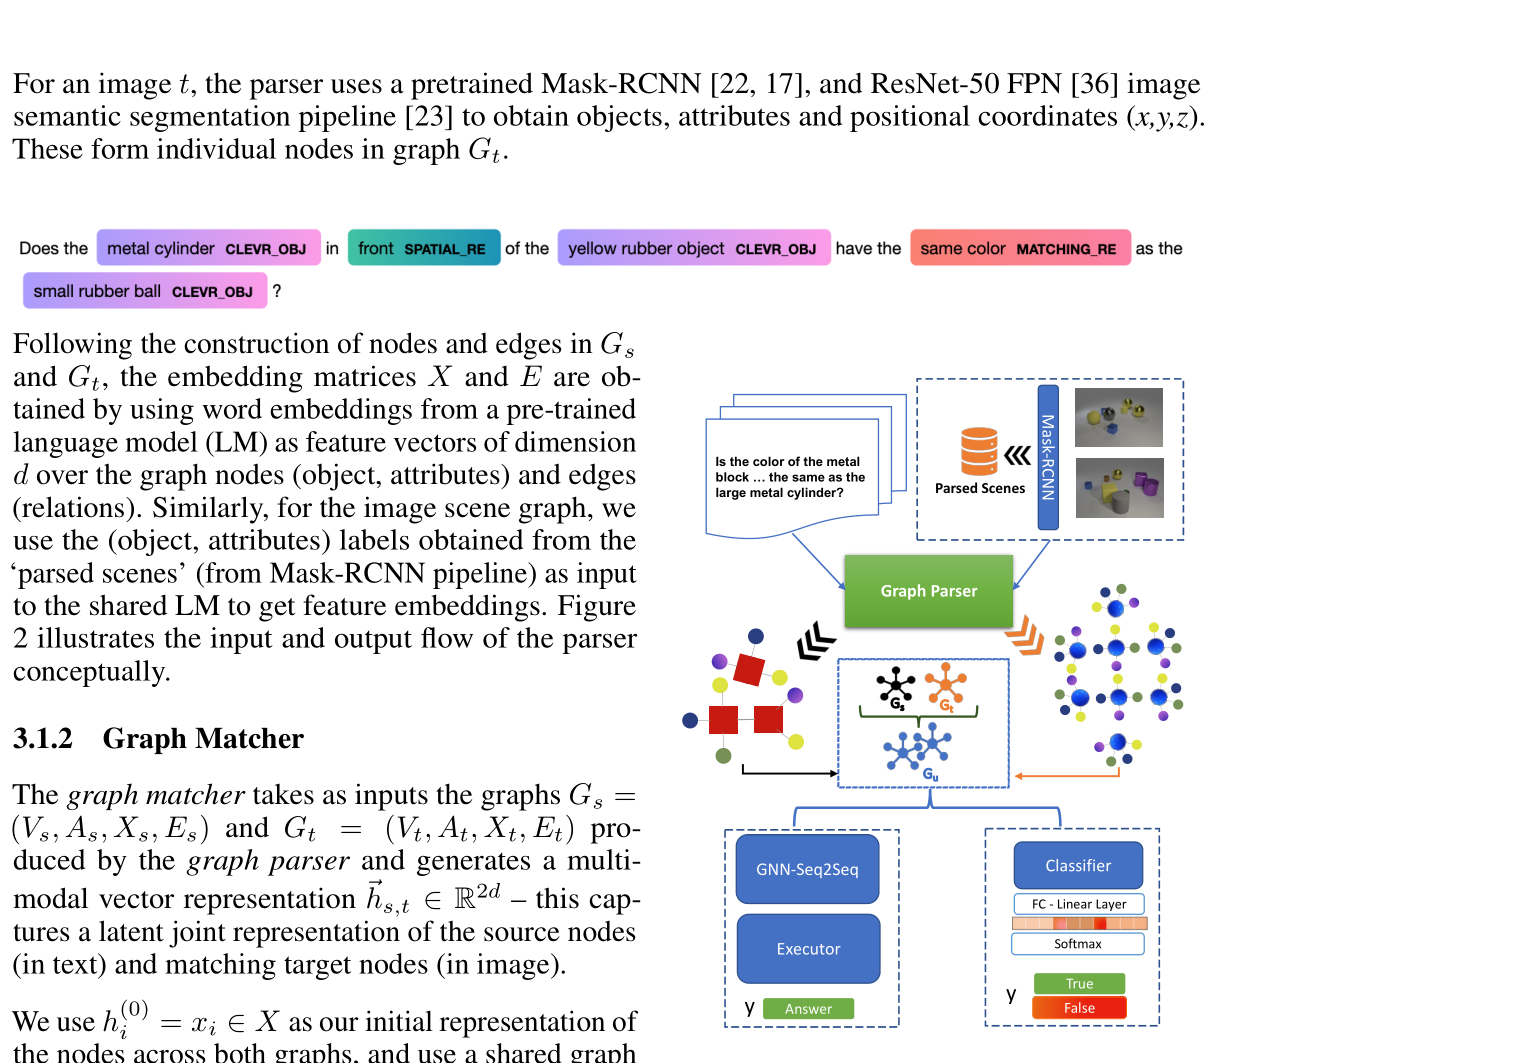 For an image t, the parser uses a pretrained Mask-RCNN [22, 17], and ResNet-50 FPN [36] image
semantic segmentation pipeline [23] to obtain objects, attributes and positional coordinates (x,y,z).
These form individual nodes in graph G_t.
Does the metal cylinder CLEVR_OBJ in front SPATIAL_RE of the yellow rubber object CLEVR_OBJ have the same color MATCHING_RE as the
small rubber ball CLEVR_OBJ ?
Following the construction of nodes and edges in G_s
and G_t, the embedding matrices X and E are ob-
tained by using word embeddings from a pre-trained
language model (LM) as feature vectors of dimension
d over the graph nodes (object, attributes) and edges
(relations). Similarly, for the image scene graph, we
use the (object, attributes) labels obtained from the
‘parsed scenes’ (from Mask-RCNN pipeline) as input
to the shared LM to get feature embeddings. Figure
2 illustrates the input and output flow of the parser
conceptually.
3.1.2 Graph Matcher
The graph matcher takes as inputs the graphs G_s =
(V_s, A_s, X_s, E_s) and G_t = (V_t, A_t, X_t, E_t) pro-
duced by the graph parser and generates a multi-
modal vector representation \vec{h}_{s,t} ∈ ℝ^{2d} – this cap-
tures a latent joint representation of the source nodes
(in text) and matching target nodes (in image).
We use h_i^{(0)} = x_i ∈ X as our initial representation of
the nodes across both graphs, and use a shared graph
Is the color of the metal
block ... the same as the
large metal cylinder?
Parsed Scenes
Mask-RCNN
Graph Parser
G_s
G_t
G_u
GNN-Seq2Seq
Executor
y Answer
Classifier
FC - Linear Layer
Softmax
y
True
False